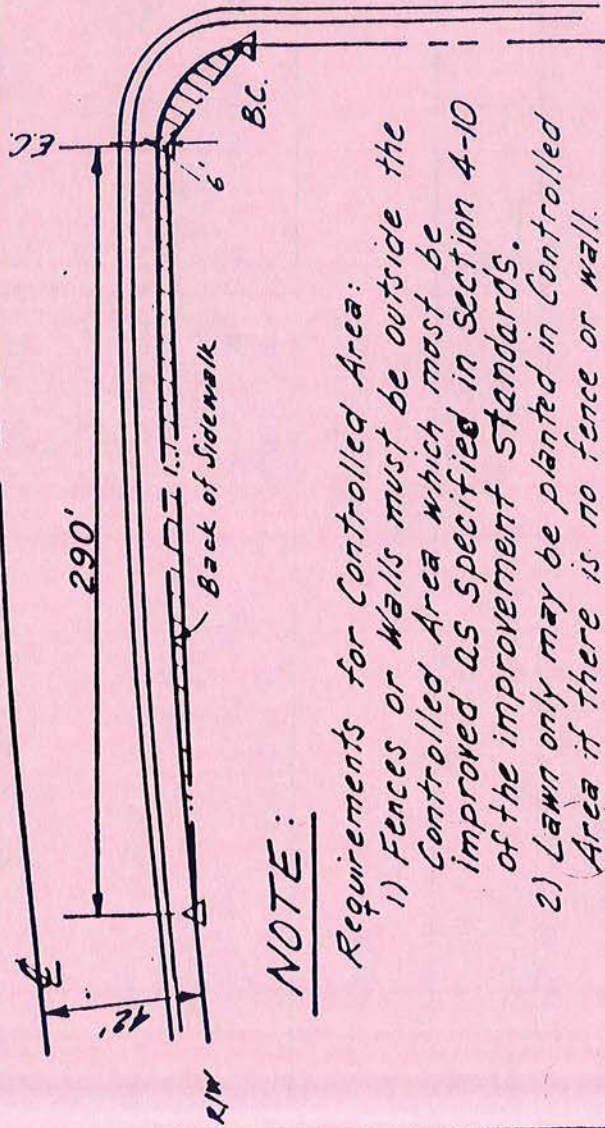 E.C.
290'
6'
B.C.
Back of Sidewalk
℄
42'
R/W
NOTE:
Requirements for Controlled Area:
1) Fences or Walls must be outside the
Controlled Area which most be
improved as specified in Section 4-10
of the improvement Standards.
2) Lawn only may be planted in Controlled
Area if there is no fence or wall.